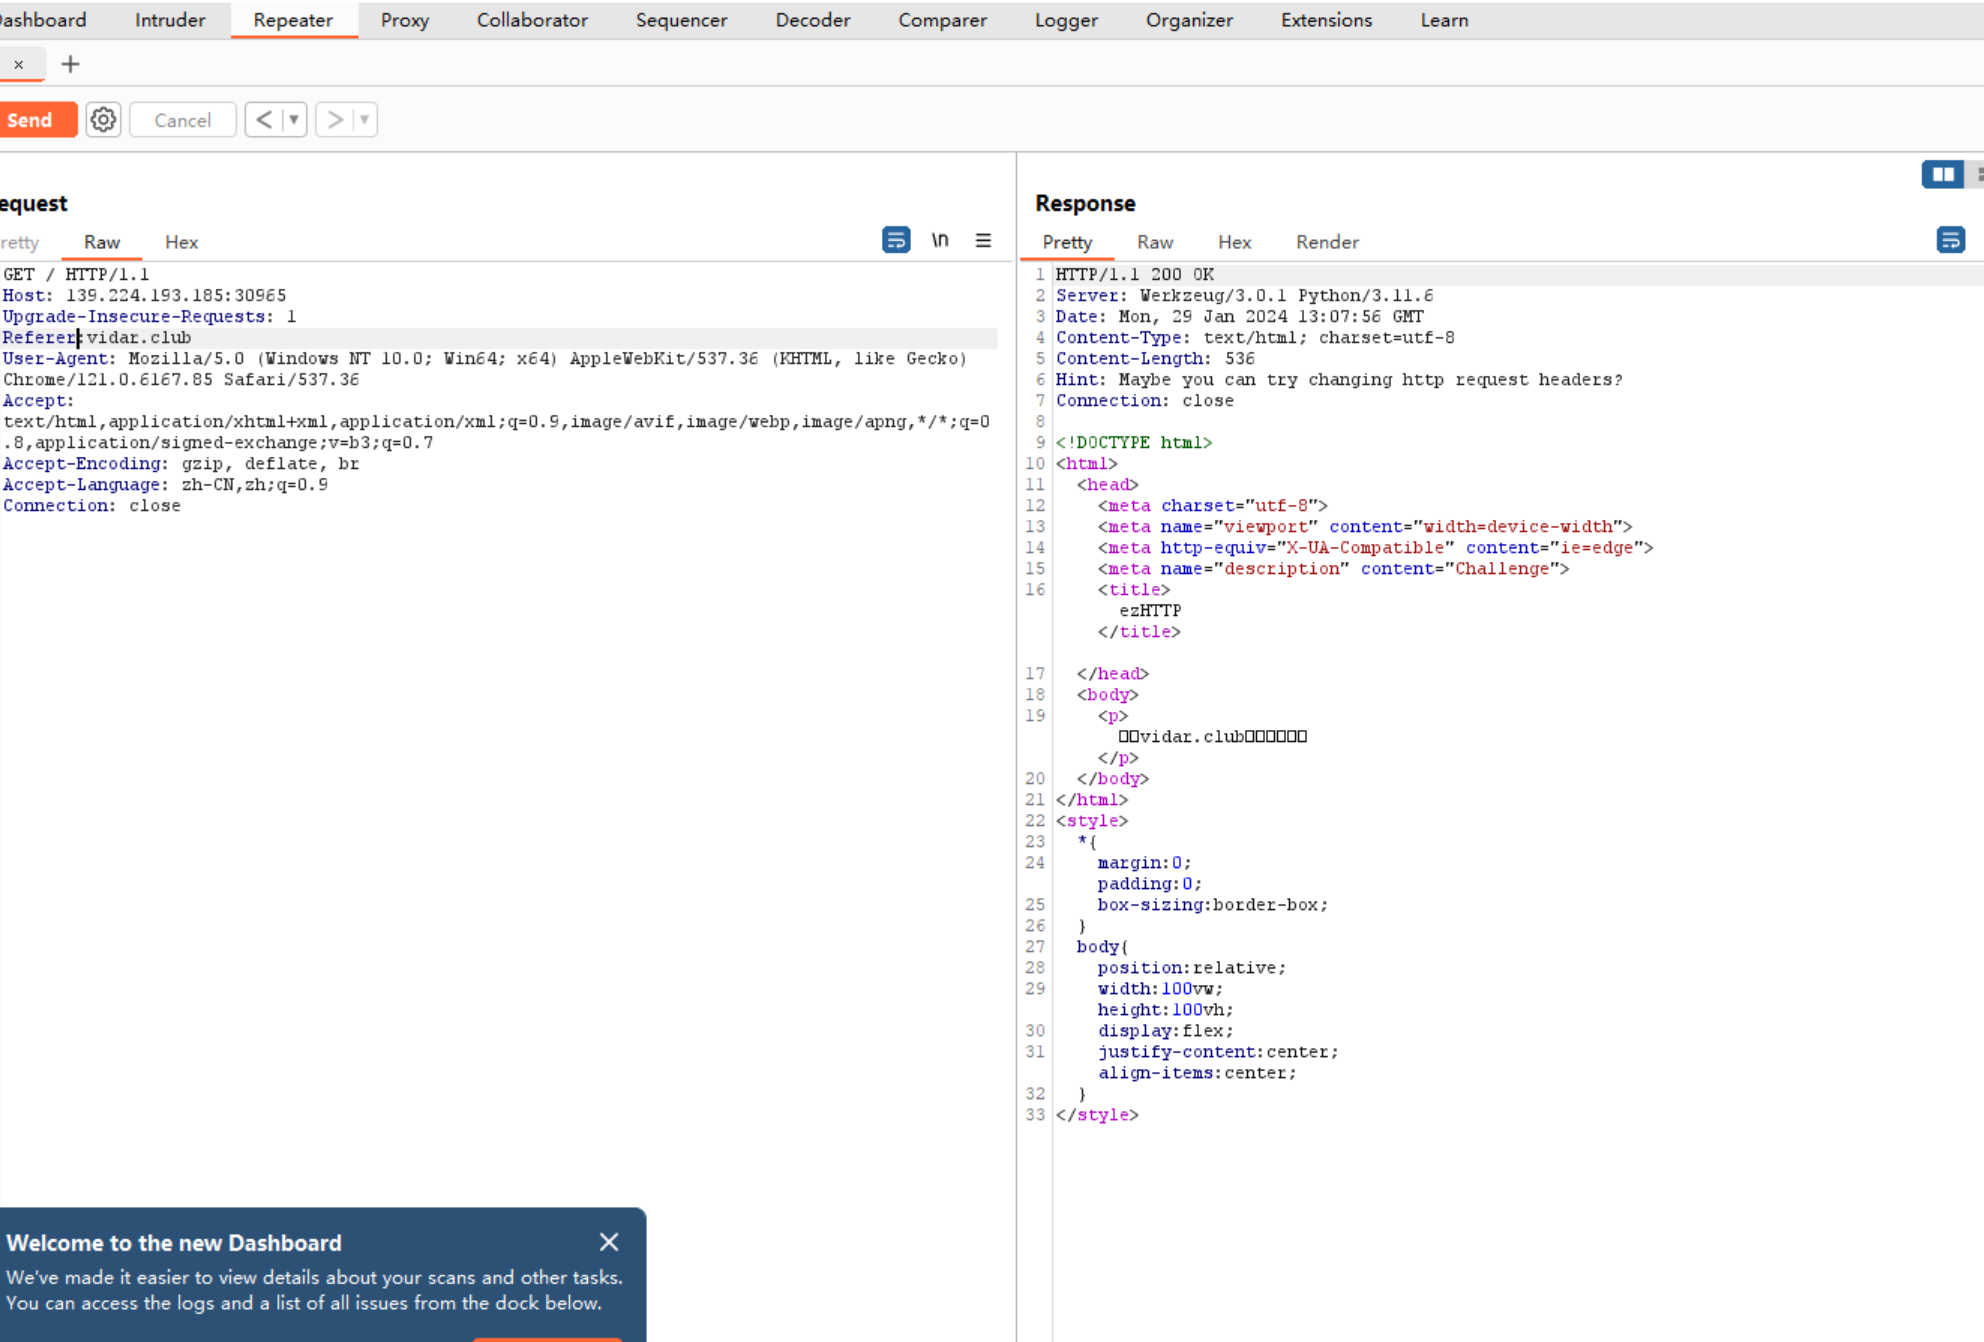 Dashboard Intruder Repeater Proxy Collaborator Sequencer Decoder Comparer Logger Organizer Extensions Learn
× +
Send Cancel < ▼ > ▼
equest
retty Raw Hex \n
GET / HTTP/1.1
Host: 139.224.193.185:30965
Upgrade-Insecure-Requests: 1
Referer:vidar.club
User-Agent: Mozilla/5.0 (Windows NT 10.0; Win64; x64) AppleWebKit/537.36 (KHTML, like Gecko)
Chrome/121.0.6167.85 Safari/537.36
Accept:
text/html,application/xhtml+xml,application/xml;q=0.9,image/avif,image/webp,image/apng,*/*;q=0
.8,application/signed-exchange;v=b3;q=0.7
Accept-Encoding: gzip, deflate, br
Accept-Language: zh-CN,zh;q=0.9
Connection: close
Response
Pretty Raw Hex Render
1 HTTP/1.1 200 OK
2 Server: Werkzeug/3.0.1 Python/3.11.6
3 Date: Mon, 29 Jan 2024 13:07:56 GMT
4 Content-Type: text/html; charset=utf-8
5 Content-Length: 536
6 Hint: Maybe you can try changing http request headers?
7 Connection: close
8
9 <!DOCTYPE html>
10 <html>
11 <head>
12 <meta charset="utf-8">
13 <meta name="viewport" content="width=device-width">
14 <meta http-equiv="X-UA-Compatible" content="ie=edge">
15 <meta name="description" content="Challenge">
16 <title>
ezHTTP
</title>
17 </head>
18 <body>
19 <p>
□□vidar.club□□□□□□
</p>
20 </body>
21 </html>
22 <style>
23 *{
24 margin:0;
padding:0;
25 box-sizing:border-box;
26 }
27 body{
28 position:relative;
29 width:100vw;
height:100vh;
30 display:flex;
31 justify-content:center;
align-items:center;
32 }
33 </style>
Welcome to the new Dashboard
We've made it easier to view details about your scans and other tasks.
You can access the logs and a list of all issues from the dock below.